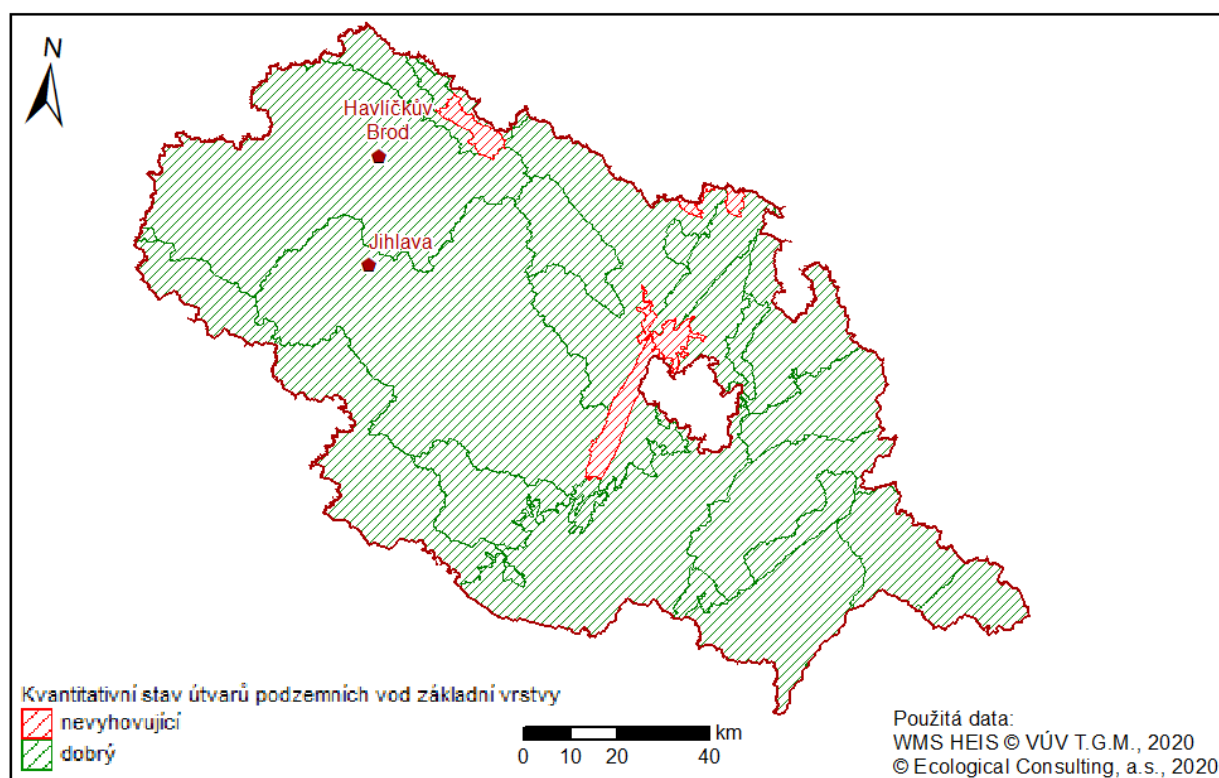 N
Havlíčkův
Brod
Jihlava
Kvantitativní stav útvarů podzemních vod základní vrstvy
nevyhovující
dobrý
km
0 10 20 40
Použitá data:
WMS HEIS © VÚV T.G.M., 2020
© Ecological Consulting, a.s., 2020